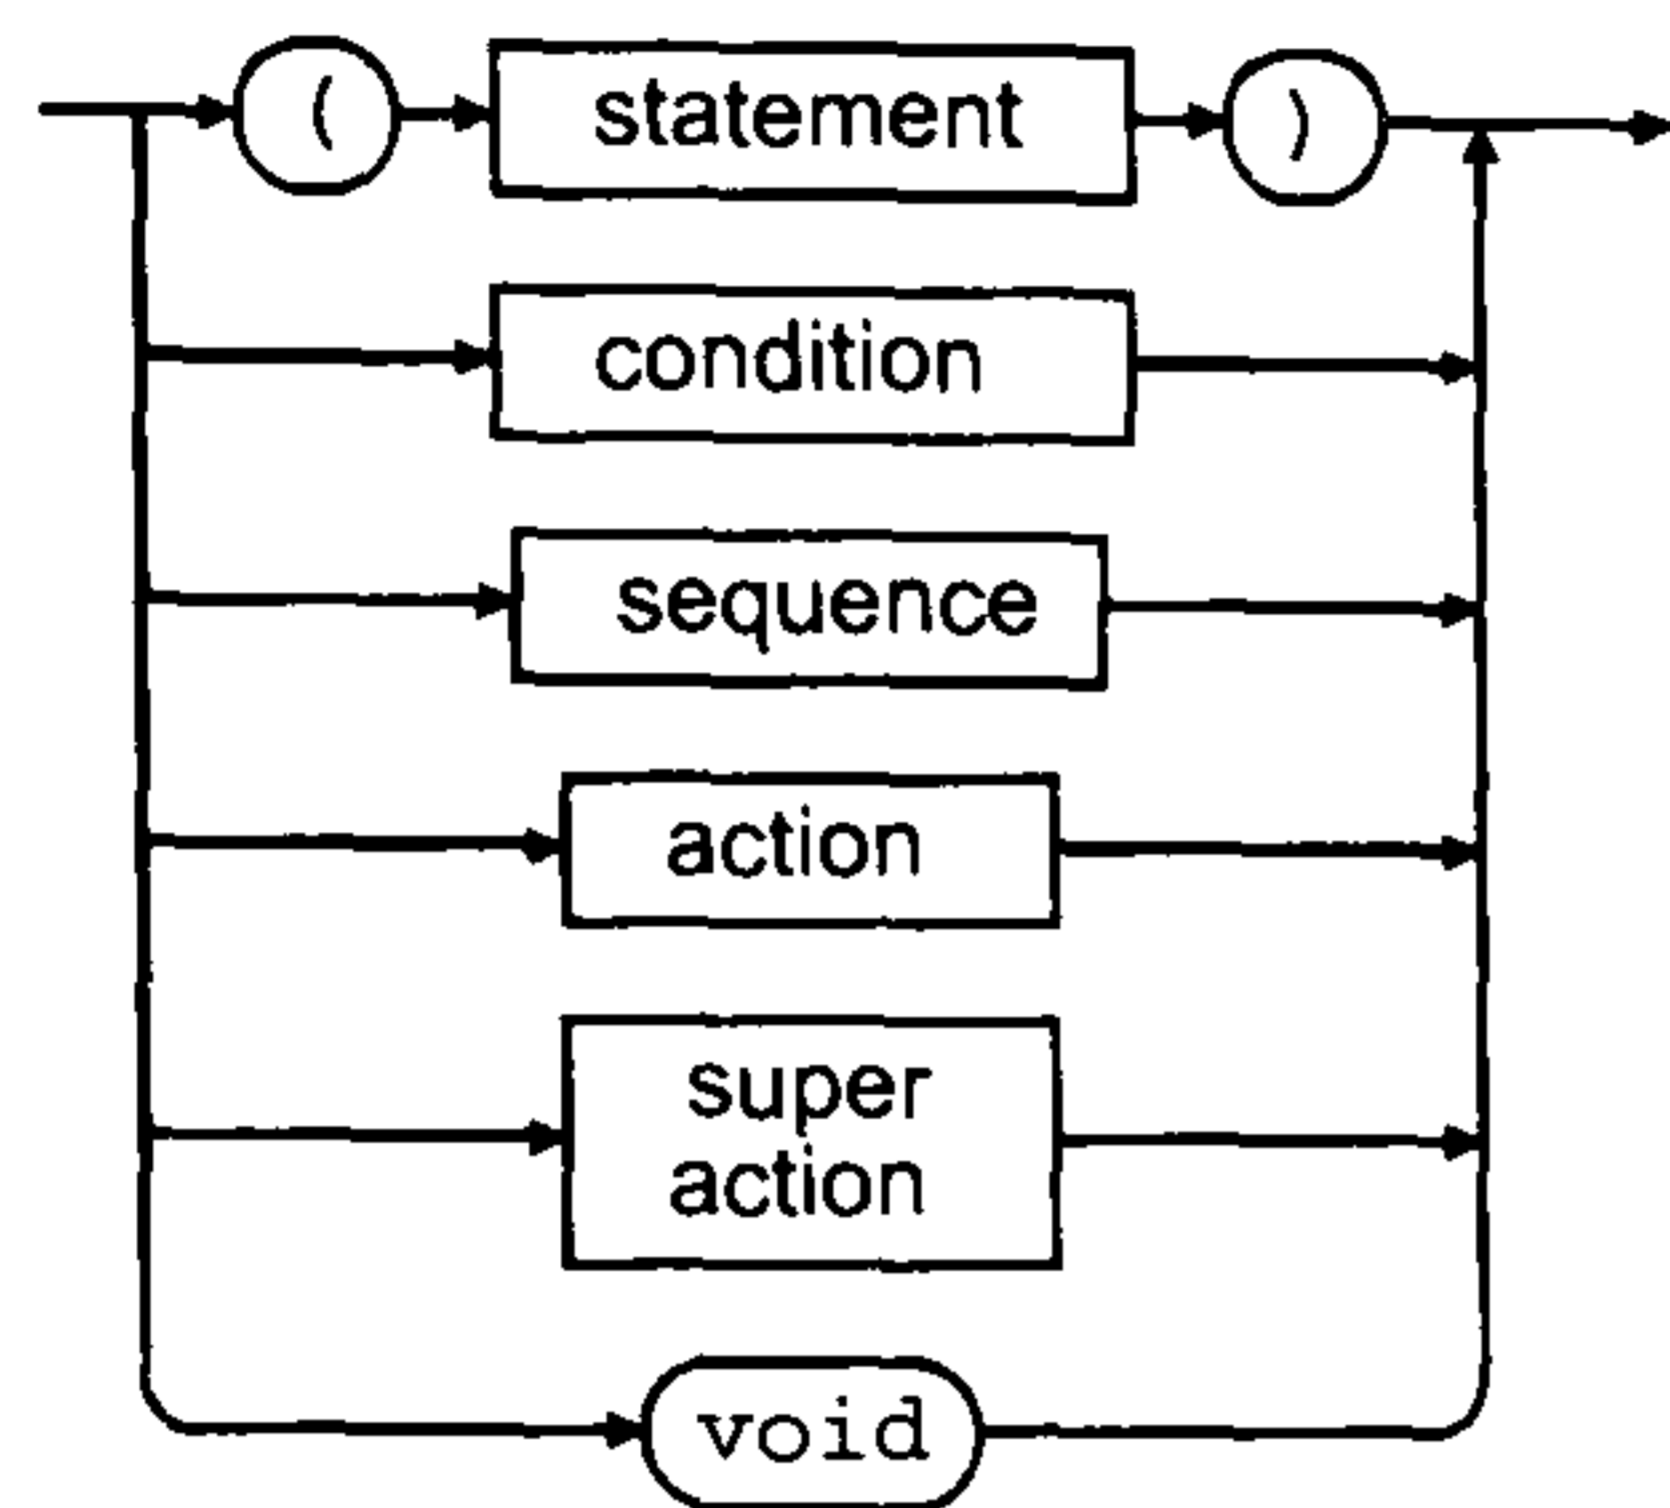 ( statement )
condition
sequence
action
super
action
void